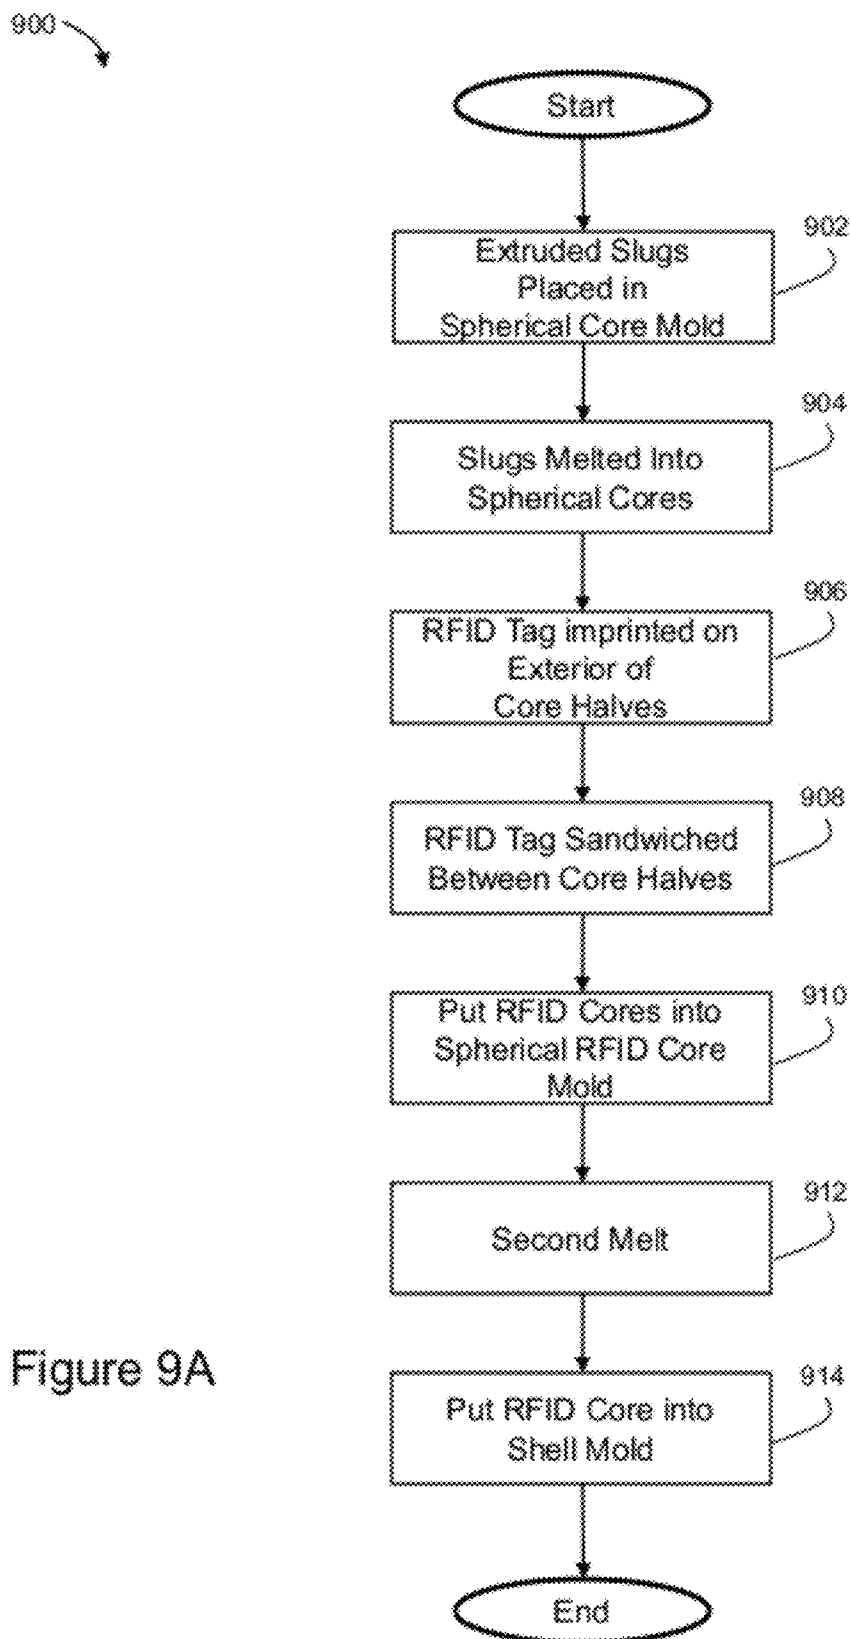 900
Start
902
Extruded Slugs
Placed in
Spherical Core Mold
904
Slugs Melted Into
Spherical Cores
906
RFID Tag imprinted on
Exterior of
Core Halves
908
RFID Tag Sandwiched
Between Core Halves
910
Put RFID Cores into
Spherical RFID Core
Mold
912
Second Melt
Figure 9A
914
Put RFID Core into
Shell Mold
End